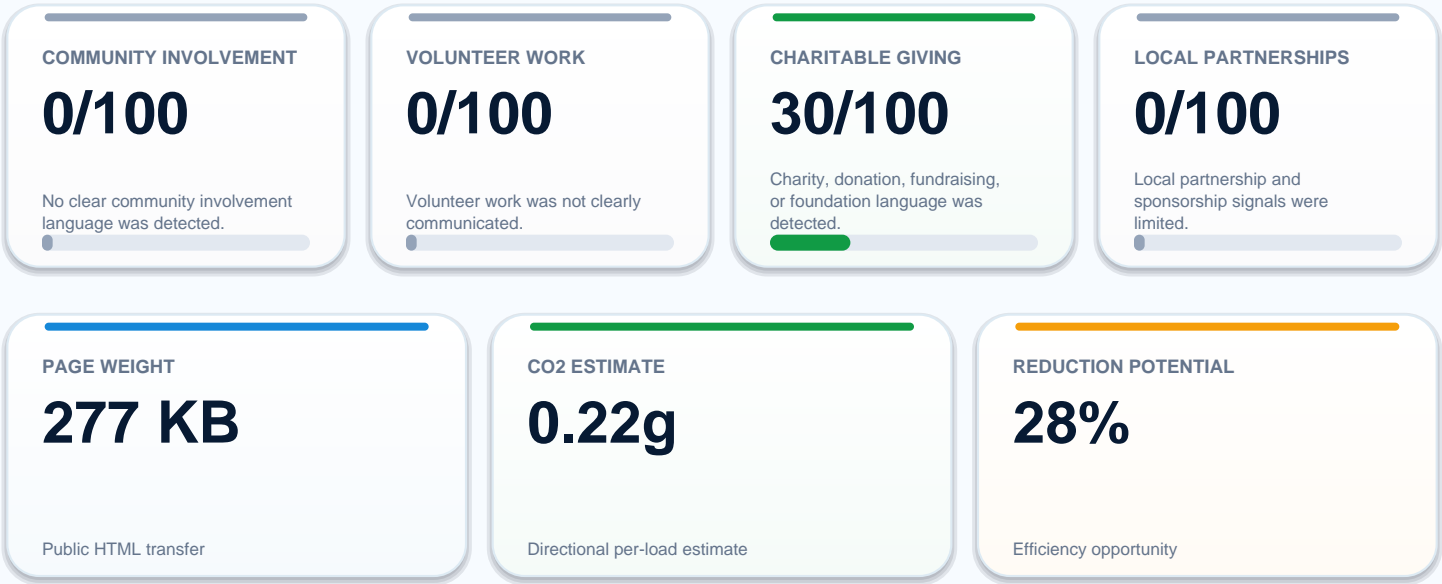 COMMUNITY INVOLVEMENT
0/100
No clear community involvement
language was detected.
VOLUNTEER WORK
0/100
Volunteer work was not clearly
communicated.
CHARITABLE GIVING
30/100
Charity, donation, fundraising,
or foundation language was
detected.
LOCAL PARTNERSHIPS
0/100
Local partnership and
sponsorship signals were
limited.
PAGE WEIGHT
277 KB
Public HTML transfer
CO2 ESTIMATE
0.22g
Directional per-load estimate
REDUCTION POTENTIAL
28%
Efficiency opportunity